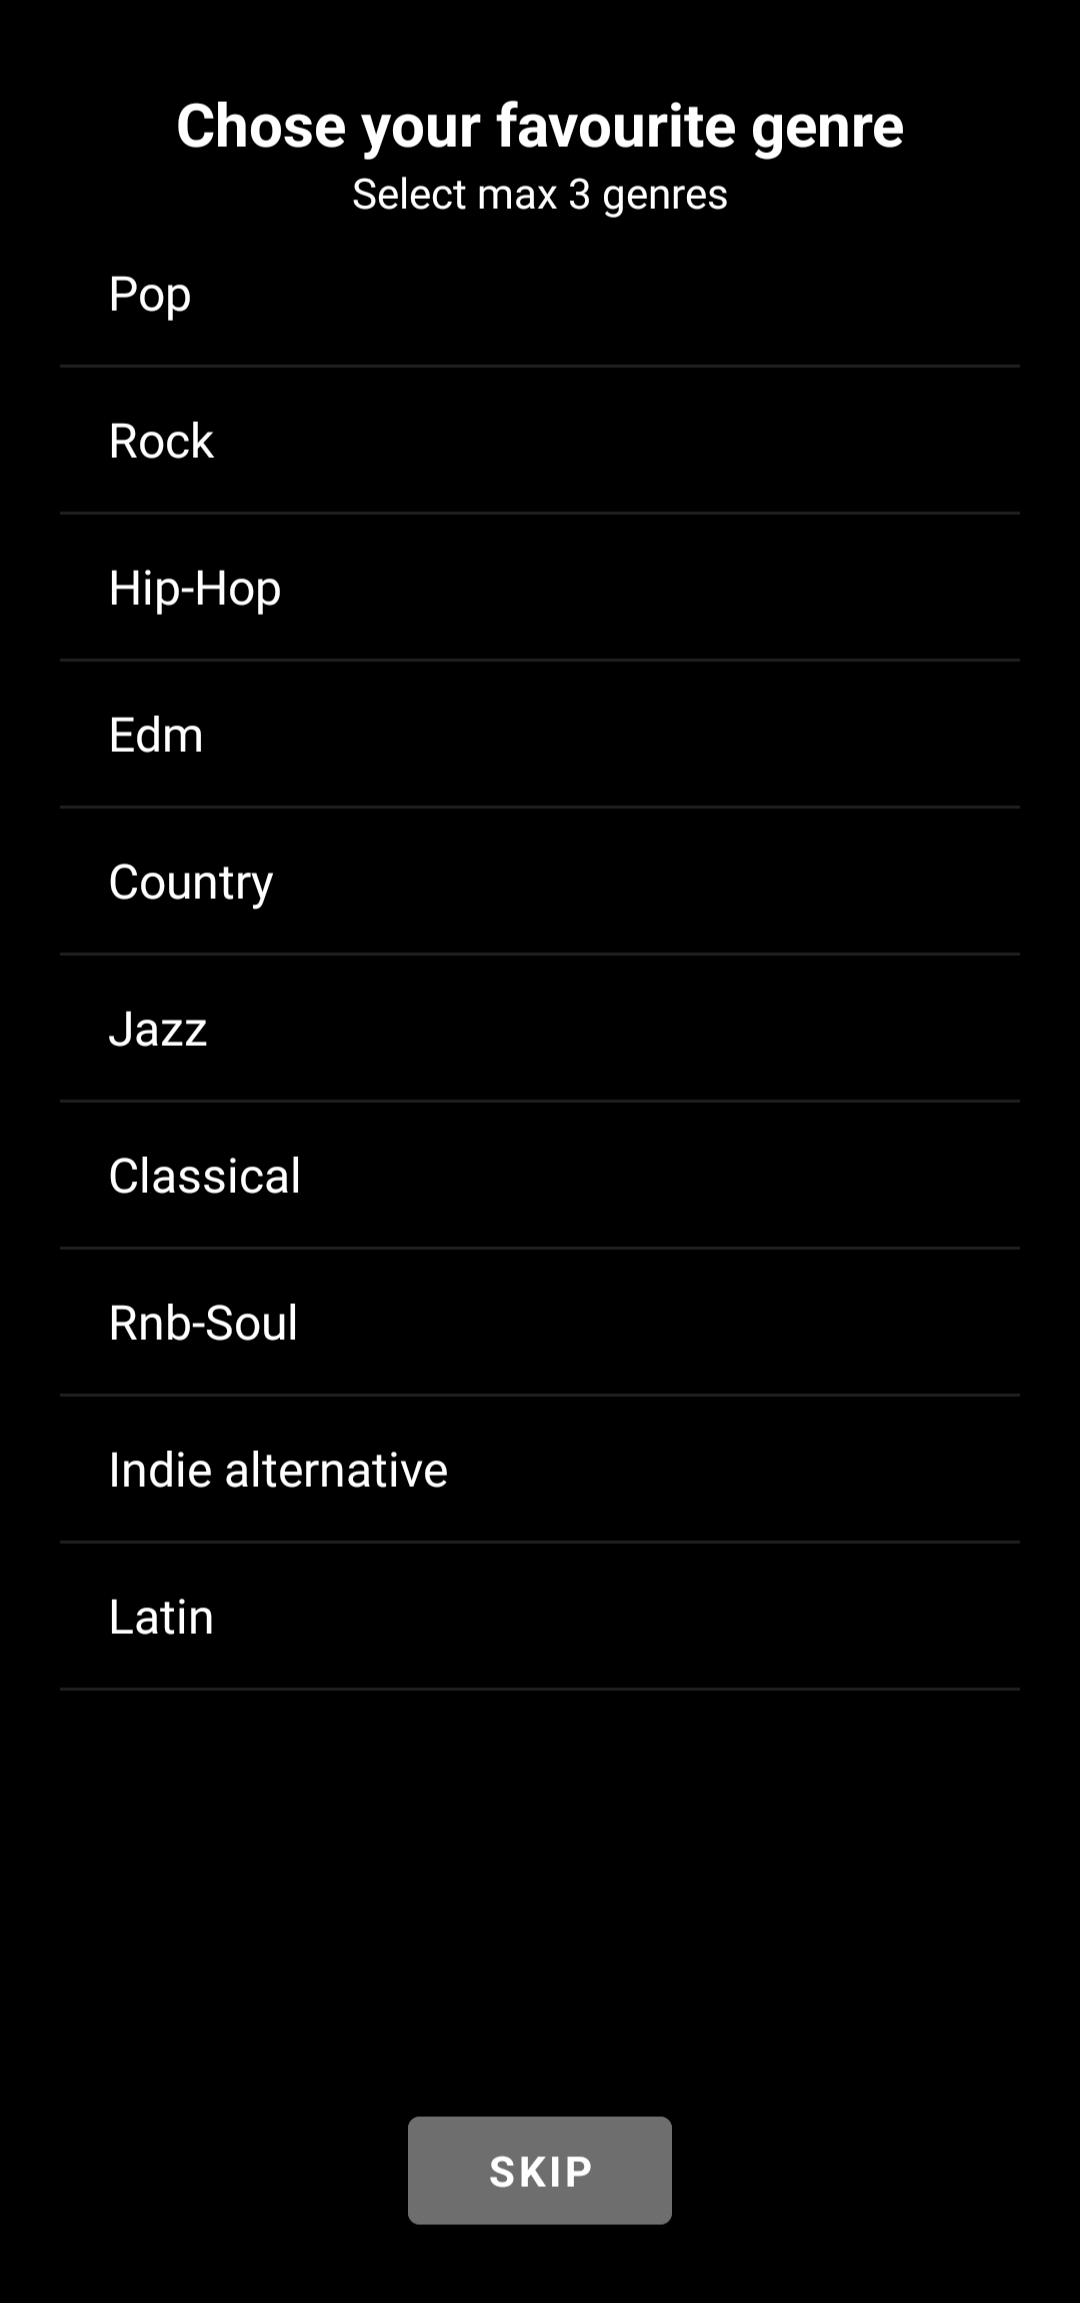 Chose your favourite genre
Select max 3 genres
Pop
Rock
Hip-Hop
Edm
Country
Jazz
Classical
Rnb-Soul
Indie alternative
Latin
SKIP